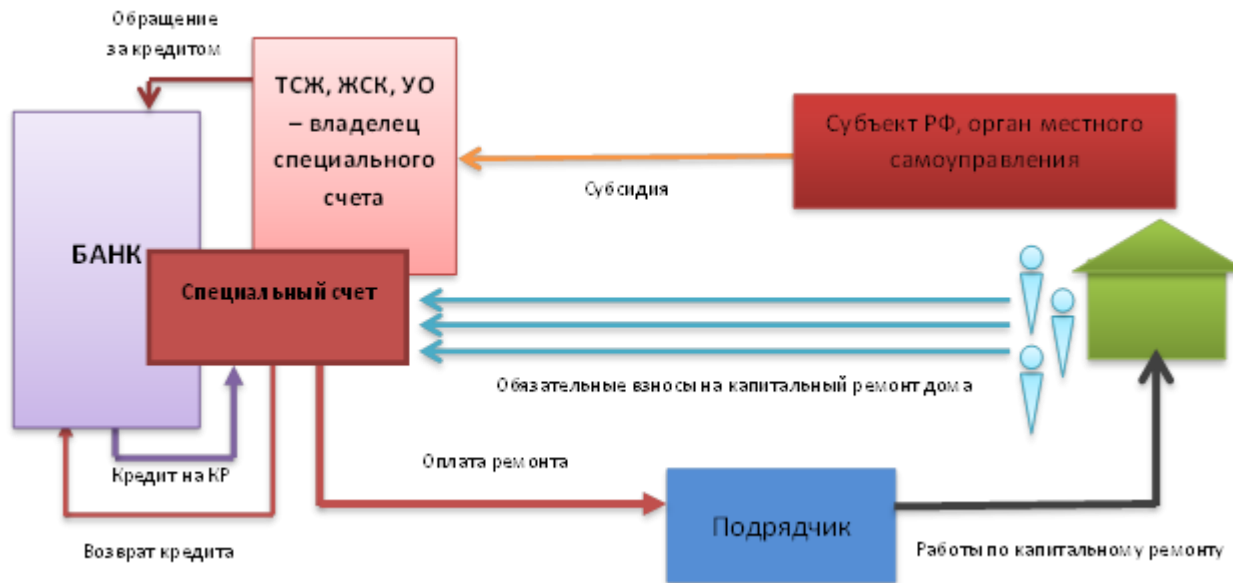 Обращение
за кредитом
ТСЖ, ЖСК, УО
– владелец
специального
счета
Субъект РФ, орган местного
самоуправления
Субсидия
БАНК
Специальный счет
Обязательные взносы на капитальный ремонт дома
Кредит на КР
Оплата ремонта
Подрядчик
Возврат кредита
Работы по капитальному ремонту